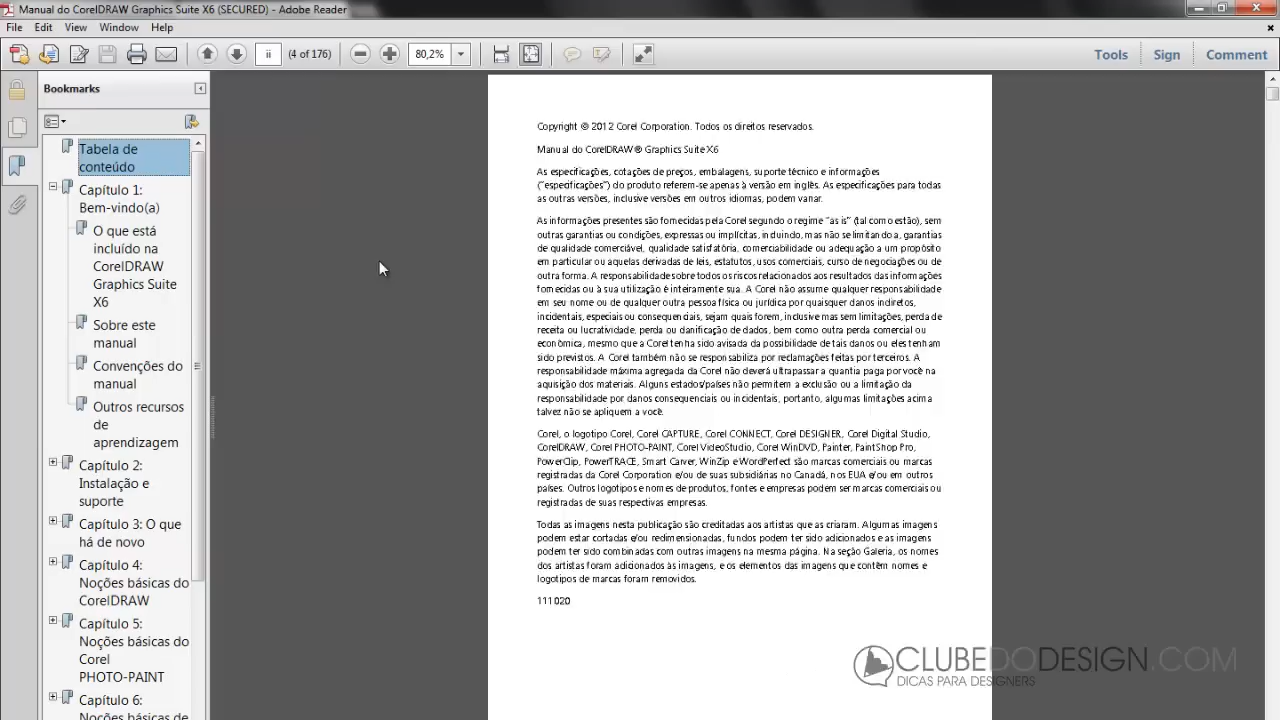 Manual do CorelDRAW Graphics Suite X6 (SECURED) - Adobe Reader
File Edit View Window Help
ii (4 of 176) 80,2% Tools Sign Comment
Bookmarks
Tabela de
conteúdo
Capítulo 1:
Bem-vindo(a)
O que está
incluído na
CorelDRAW
Graphics Suite
X6
Sobre este
manual
Convenções do
manual
Outros recursos
de
aprendizagem
Capítulo 2:
Instalação e
suporte
Capítulo 3: O que
há de novo
Capítulo 4:
Noções básicas do
CorelDRAW
Capítulo 5:
Noções básicas do
Corel
PHOTO-PAINT
Capítulo 6:
Noções básicas de
Copyright © 2012 Corel Corporation. Todos os direitos reservados.
Manual do CorelDRAW® Graphics Suite X6
As especificações, cotações de preços, embalagens, suporte técnico e informações
("especificações") do produto referem-se apenas à versão em inglês. As especificações para todas
as outras versões, inclusive versões em outros idiomas, podem variar.
As informações presentes são fornecidas pela Corel segundo o regime "as is" (tal como estão), sem
outras garantias ou condições, expressas ou implícitas, incluindo, mas não se limitando a, garantias
de qualidade comerciável, qualidade satisfatória, comerciabilidade ou adequação a um propósito
em particular ou aquelas derivadas de leis, estatutos, usos comerciais, curso de negociações ou de
outra forma. A responsabilidade sobre todos os riscos relacionados aos resultados das informações
fornecidas ou à sua utilização é inteiramente sua. A Corel não assume qualquer responsabilidade
em seu nome ou de qualquer outra pessoa física ou jurídica por quaisquer danos indiretos,
incidentais, especiais ou consequenciais, sejam quais forem, inclusive mas sem limitações, perda de
receita ou lucratividade, perda ou danificação de dados, bem como outra perda comercial ou
econômica, mesmo que a Corel tenha sido avisada da possibilidade de tais danos ou eles tenham
sido previstos. A Corel também não se responsabiliza por reclamações feitas por terceiros. A
responsabilidade máxima agregada da Corel não deverá ultrapassar a quantia paga por você na
aquisição dos materiais. Alguns estados/países não permitem a exclusão ou a limitação da
responsabilidade por danos consequenciais ou incidentais, portanto, algumas limitações acima
talvez não se apliquem a você.
Corel, o logotipo Corel, Corel CAPTURE, Corel CONNECT, Corel DESIGNER, Corel Digital Studio,
CorelDRAW, Corel PHOTO-PAINT, Corel VideoStudio, Corel WinDVD, Painter, PaintShop Pro,
PowerClip, PowerTRACE, Smart Carver, WinZip e WordPerfect são marcas comerciais ou marcas
registradas da Corel Corporation e/ou de suas subsidiárias no Canadá, nos EUA e/ou em outros
países. Outros logotipos e nomes de produtos, fontes e empresas podem ser marcas comerciais ou
registradas de suas respectivas empresas.
Todas as imagens nesta publicação são creditadas aos artistas que as criaram. Algumas imagens
podem estar cortadas e/ou redimensionadas, fundos podem ter sido adicionados e as imagens
podem ter sido combinadas com outras imagens na mesma página. Na seção Galeria, os nomes
dos artistas foram adicionados às imagens, e os elementos das imagens que contêm nomes e
logotipos de marcas foram removidos.
111020
CLUBEDODESIGN.COM
DICAS PARA DESIGNERS